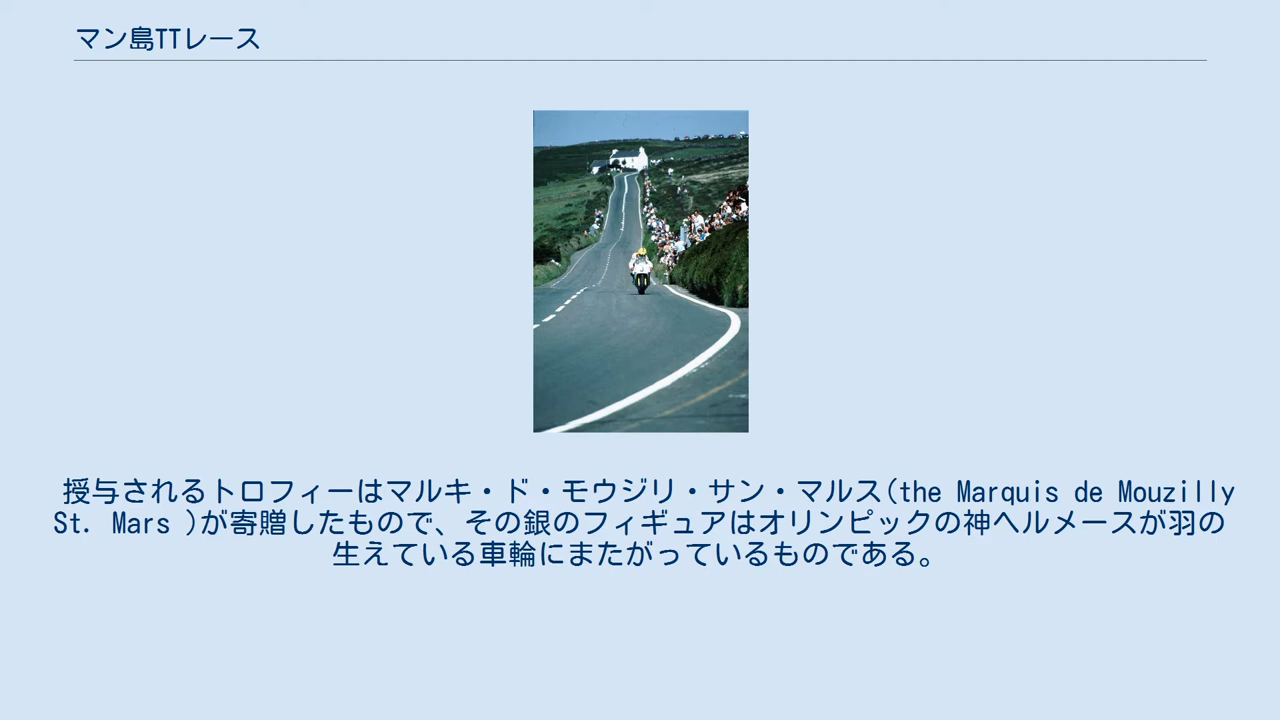 マン島TTレース
授与されるトロフィーはマルキ・ド・モウジリ・サン・マルス(the Marquis de Mouzilly
St. Mars )が寄贈したもので、その銀のフィギュアはオリンピックの神ヘルメースが羽の
生えている車輪にまたがっているものである。